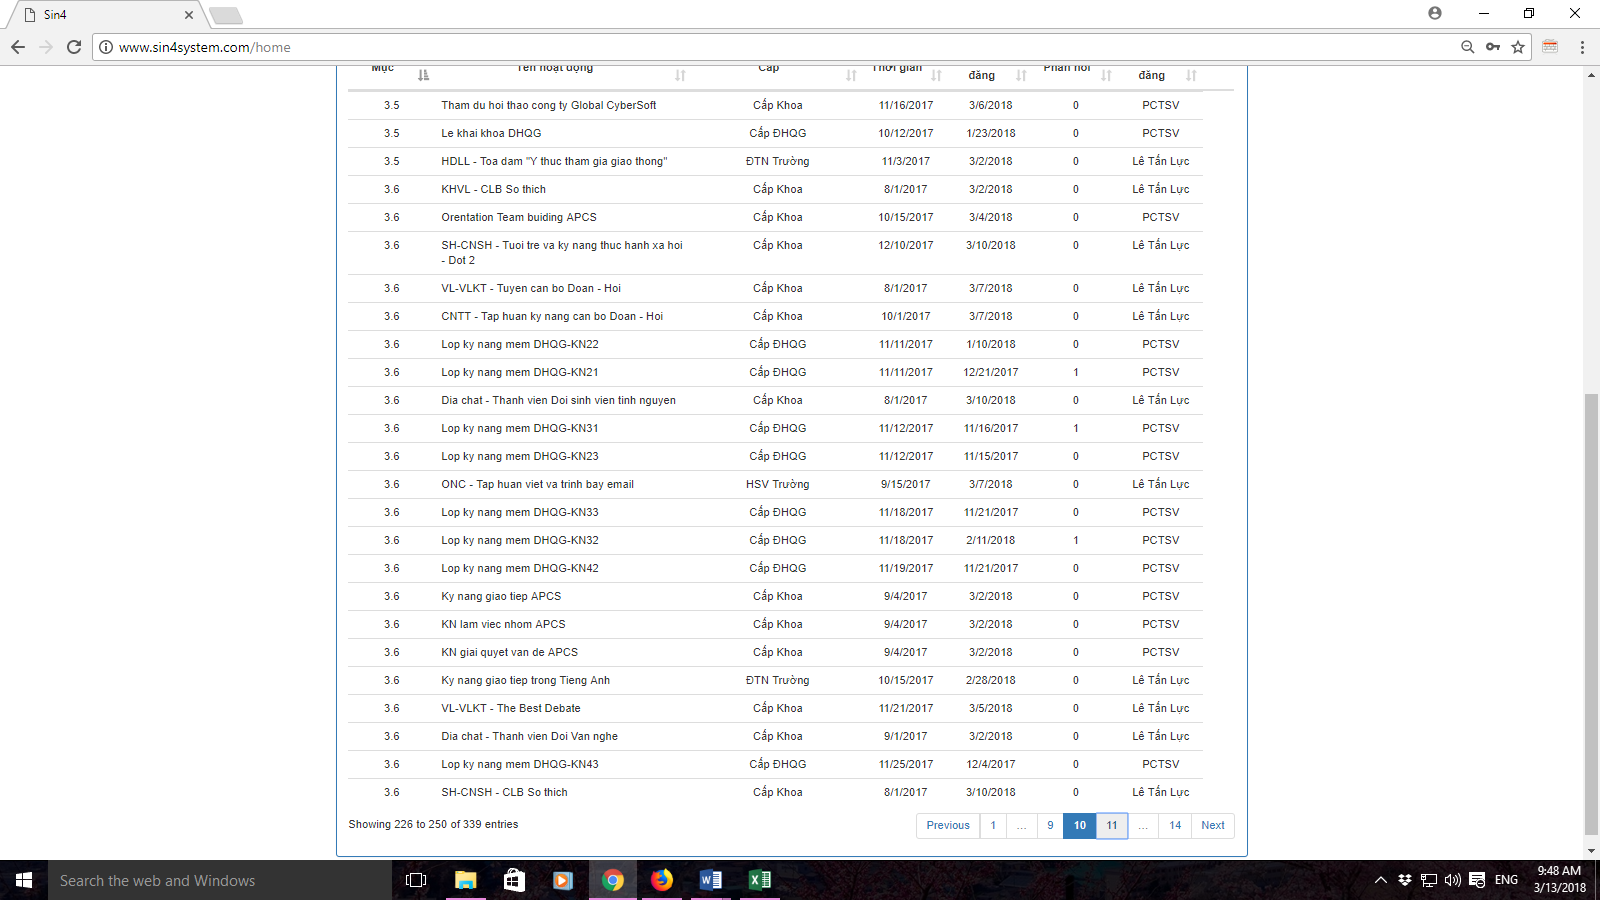 Sin4
www.sin4system.com/home
Mục Tên hoạt động Cấp Thời gian đăng Phản hồi đăng
3.5 Tham du hoi thao cong ty Global CyberSoft Cấp Khoa 11/16/2017 3/6/2018 0 PCTSV
3.5 Le khai khoa DHQG Cấp ĐHQG 10/12/2017 1/23/2018 0 PCTSV
3.5 HDLL - Toa dam "Y thuc tham gia giao thong" ĐTN Trường 11/3/2017 3/2/2018 0 Lê Tấn Lực
3.6 KHVL - CLB So thich Cấp Khoa 8/1/2017 3/2/2018 0 Lê Tấn Lực
3.6 Orentation Team buiding APCS Cấp Khoa 10/15/2017 3/4/2018 0 PCTSV
3.6 SH-CNSH - Tuoi tre va ky nang thuc hanh xa hoi Cấp Khoa 12/10/2017 3/10/2018 0 Lê Tấn Lực
- Dot 2
3.6 VL-VLKT - Tuyen can bo Doan - Hoi Cấp Khoa 8/1/2017 3/7/2018 0 Lê Tấn Lực
3.6 CNTT - Tap huan ky nang can bo Doan - Hoi Cấp Khoa 10/1/2017 3/7/2018 0 Lê Tấn Lực
3.6 Lop ky nang mem DHQG-KN22 Cấp ĐHQG 11/11/2017 1/10/2018 0 PCTSV
3.6 Lop ky nang mem DHQG-KN21 Cấp ĐHQG 11/11/2017 12/21/2017 1 PCTSV
3.6 Dia chat - Thanh vien Doi sinh vien tinh nguyen Cấp Khoa 8/1/2017 3/10/2018 0 Lê Tấn Lực
3.6 Lop ky nang mem DHQG-KN31 Cấp ĐHQG 11/12/2017 11/16/2017 1 PCTSV
3.6 Lop ky nang mem DHQG-KN23 Cấp ĐHQG 11/12/2017 11/15/2017 0 PCTSV
3.6 ONC - Tap huan viet va trinh bay email HSV Trường 9/15/2017 3/7/2018 0 Lê Tấn Lực
3.6 Lop ky nang mem DHQG-KN33 Cấp ĐHQG 11/18/2017 11/21/2017 0 PCTSV
3.6 Lop ky nang mem DHQG-KN32 Cấp ĐHQG 11/18/2017 2/11/2018 1 PCTSV
3.6 Lop ky nang mem DHQG-KN42 Cấp ĐHQG 11/19/2017 11/21/2017 0 PCTSV
3.6 Ky nang giao tiep APCS Cấp Khoa 9/4/2017 3/2/2018 0 PCTSV
3.6 KN lam viec nhom APCS Cấp Khoa 9/4/2017 3/2/2018 0 PCTSV
3.6 KN giai quyet van de APCS Cấp Khoa 9/4/2017 3/2/2018 0 PCTSV
3.6 Ky nang giao tiep trong Tieng Anh ĐTN Trường 10/15/2017 2/28/2018 0 Lê Tấn Lực
3.6 VL-VLKT - The Best Debate Cấp Khoa 11/21/2017 3/5/2018 0 Lê Tấn Lực
3.6 Dia chat - Thanh vien Doi Van nghe Cấp Khoa 9/1/2017 3/2/2018 0 Lê Tấn Lực
3.6 Lop ky nang mem DHQG-KN43 Cấp ĐHQG 11/25/2017 12/4/2017 0 PCTSV
3.6 SH-CNSH - CLB So thich Cấp Khoa 8/1/2017 3/10/2018 0 Lê Tấn Lực
Showing 226 to 250 of 339 entries Previous 1 ... 9 10 11 ... 14 Next
Search the web and Windows ENG 9:48 AM
3/13/2018